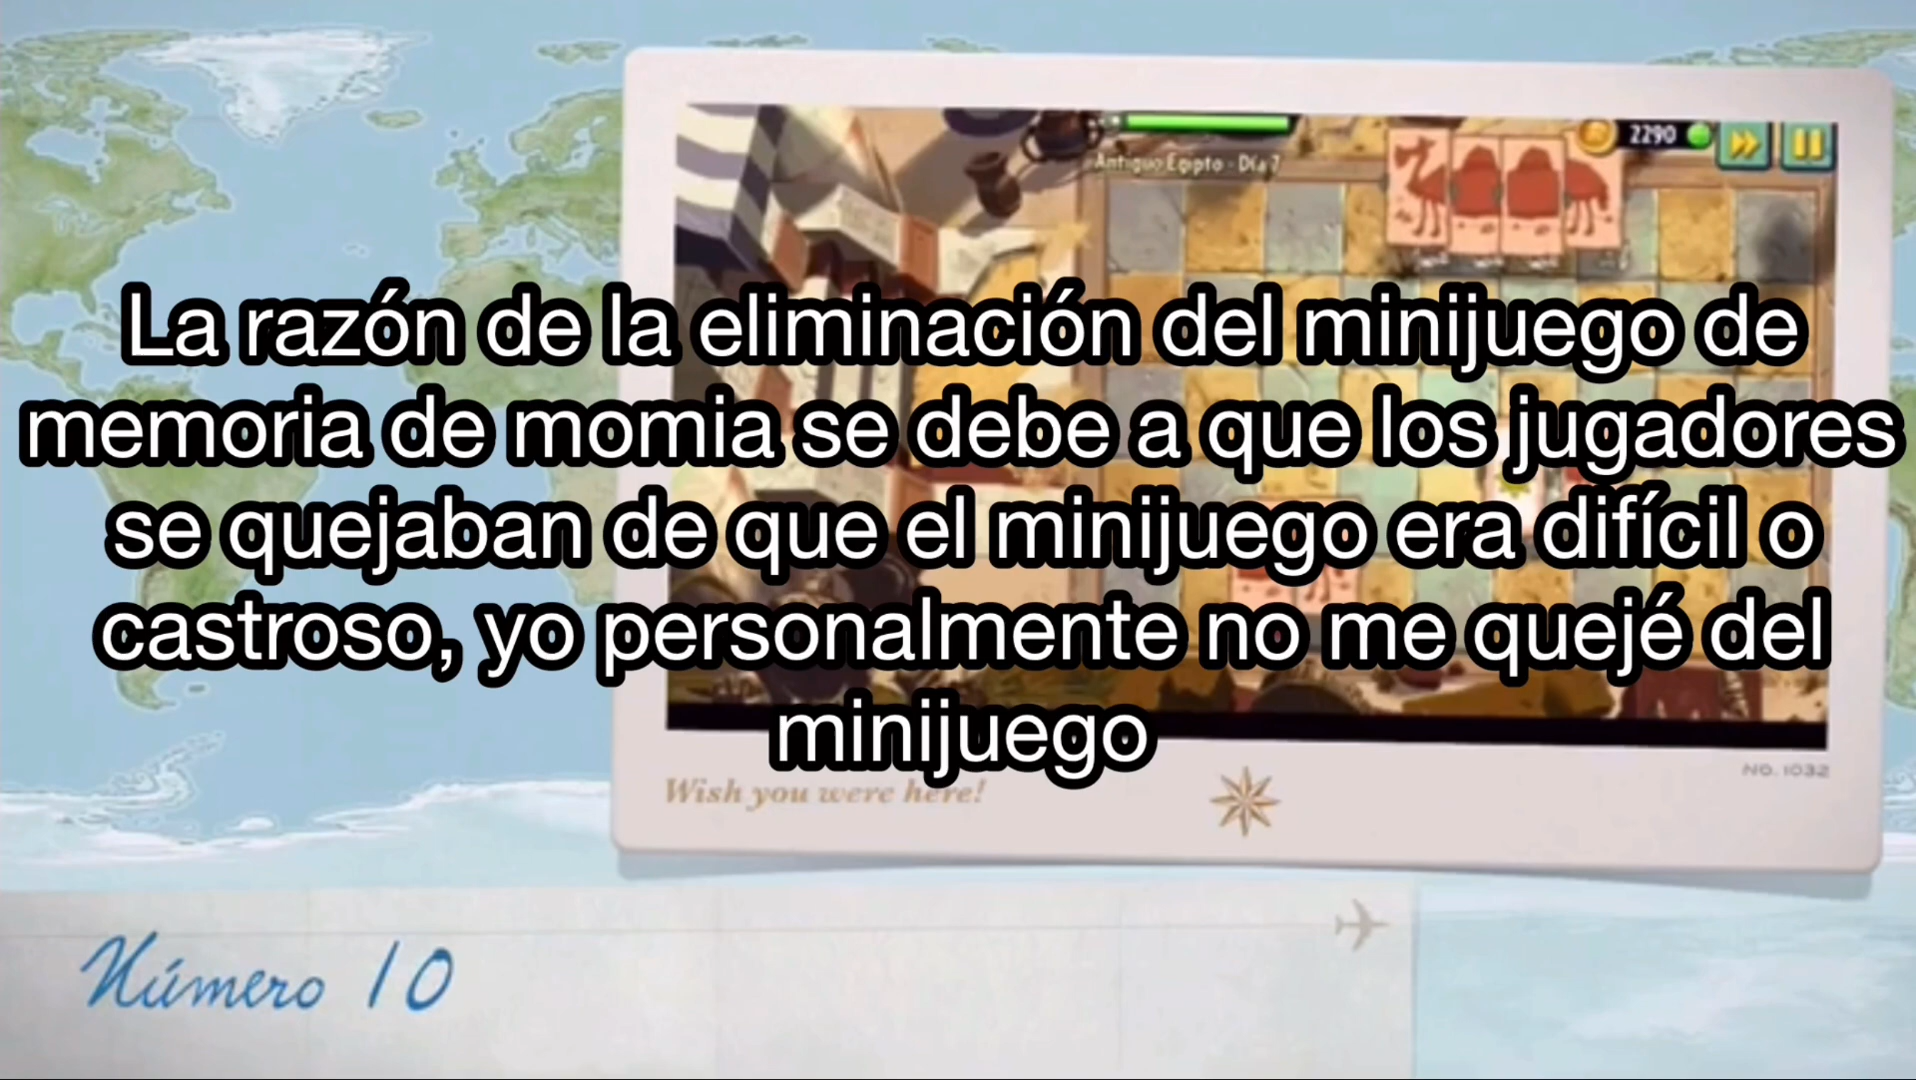 2290
Antiguo Egipto - Día 7
La razón de la eliminación del minijuego de
memoria de momia se debe a que los jugadores
se quejaban de que el minijuego era difícil o
castroso, yo personalmente no me quejé del
minijuego
Wish you were here!
NO. 1032
Número 10